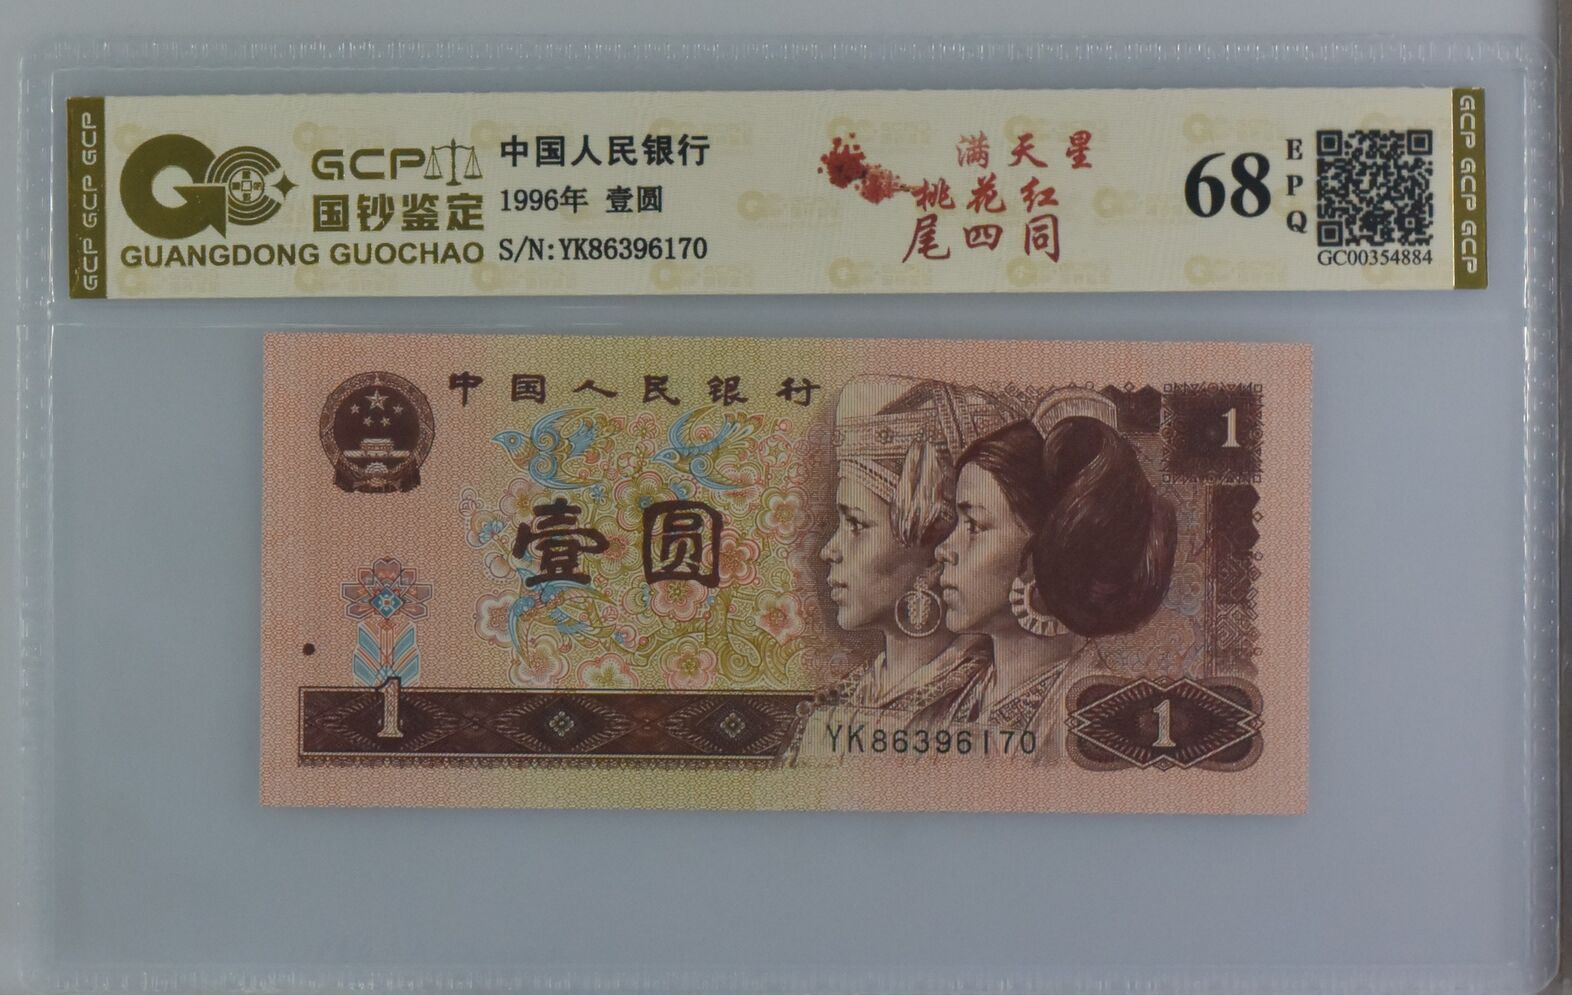 GCP GCP GCP
GCP
国钞鉴定
GUANGDONG GUOCHAO
中国人民银行
1996年 壹圆
S/N:YK86396170
满天星
桃花红
尾四同
68
EPQ
GC00354884
GCP GCP GCP
中国人民银行
1
壹圆
1
YK86396170
1